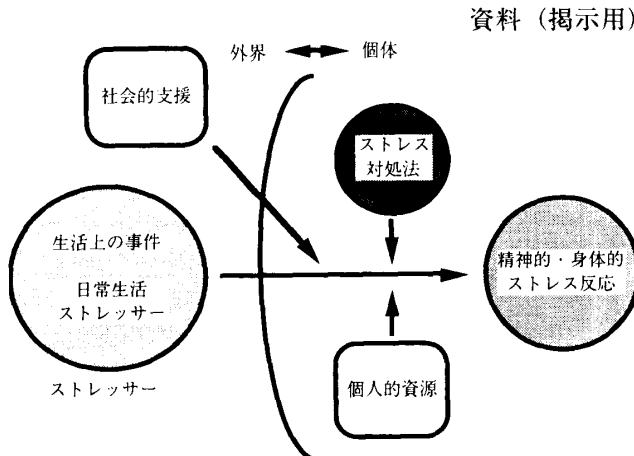 資料（掲示用）
外界
個体
社会的支援
ストレス
対処法
生活上の事件
日常生活
ストレッサー
精神的・身体的
ストレス反応
ストレッサー
個人的資源